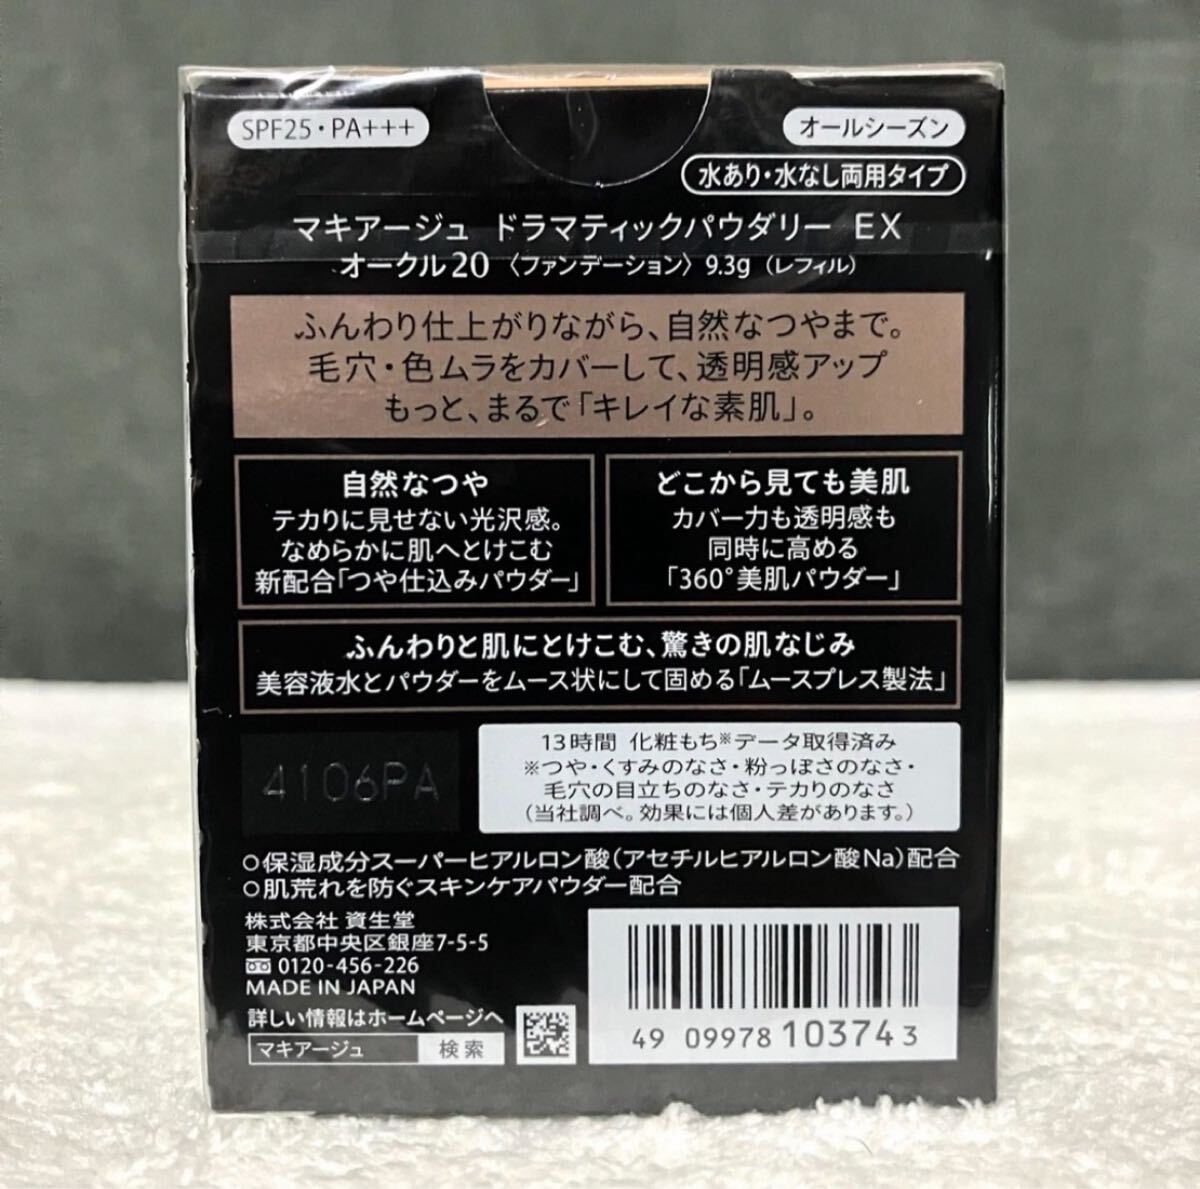 SPF25・PA+++
オールシーズン
水あり・水なし両用タイプ
マキアージュ ドラマティックパウダリー EX
オークル20 〈ファンデーション〉 9.3g (レフィル)
ふんわり仕上がりながら、自然なつやまで。
毛穴・色ムラをカバーして、透明感アップ
もっと、まるで「キレイな素肌」。
自然なつや
テカりに見せない光沢感。
なめらかに肌へとけこむ
新配合「つや仕込みパウダー」
どこから見ても美肌
カバー力も透明感も
同時に高める
「360°美肌パウダー」
ふんわりと肌にとけこむ、驚きの肌なじみ
美容液水とパウダーをムース状にして固める「ムースプレス製法」
4106PA
13時間 化粧もち※データ取得済み
※つや・くすみのなさ・粉っぽさのなさ・
毛穴の目立ちのなさ・テカりのなさ
(当社調べ。効果には個人差があります。)
○保湿成分スーパーヒアルロン酸(アセチルヒアルロン酸Na)配合
○肌荒れを防ぐスキンケアパウダー配合
株式会社 資生堂
東京都中央区銀座7-5-5
0120-456-226
MADE IN JAPAN
詳しい情報はホームページへ
マキアージュ 検索
49 09978 103743